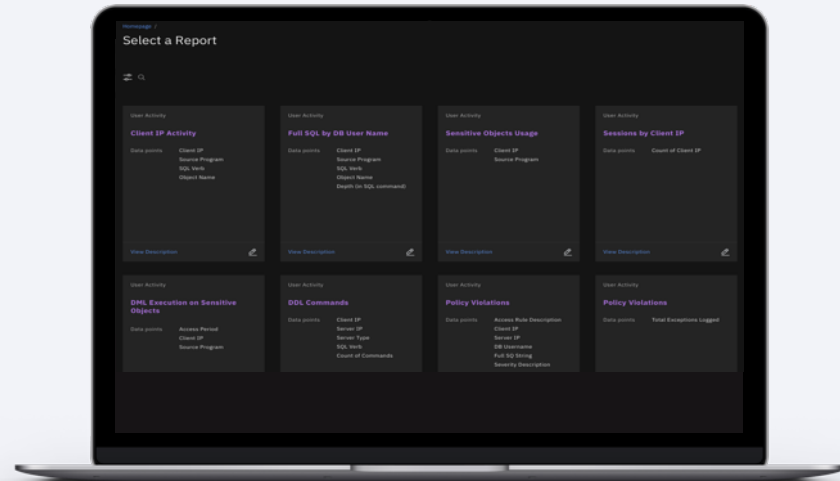 Homepage /
Select a Report
User Activity
Client IP Activity
Data points
Client IP
Source Program
SQL Verb
Object Name
View Description
User Activity
Full SQL by DB User Name
Data points
Client IP
Source Program
SQL Verb
Object Name
Depth (in SQL command)
View Description
User Activity
Sensitive Objects Usage
Data points
Client IP
Source Program
View Description
User Activity
Sessions by Client IP
Data points
Count of Client IP
View Description
User Activity
DML Execution on Sensitive
Objects
Data points
Access Period
Client IP
Source Program
User Activity
DDL Commands
Data points
Client IP
Server IP
Server Type
SQL Verb
Count of Commands
User Activity
Policy Violations
Data points
Access Rule Description
Client IP
Server IP
DB Username
Full SQ String
Severity Description
User Activity
Policy Violations
Data points
Total Exceptions Logged